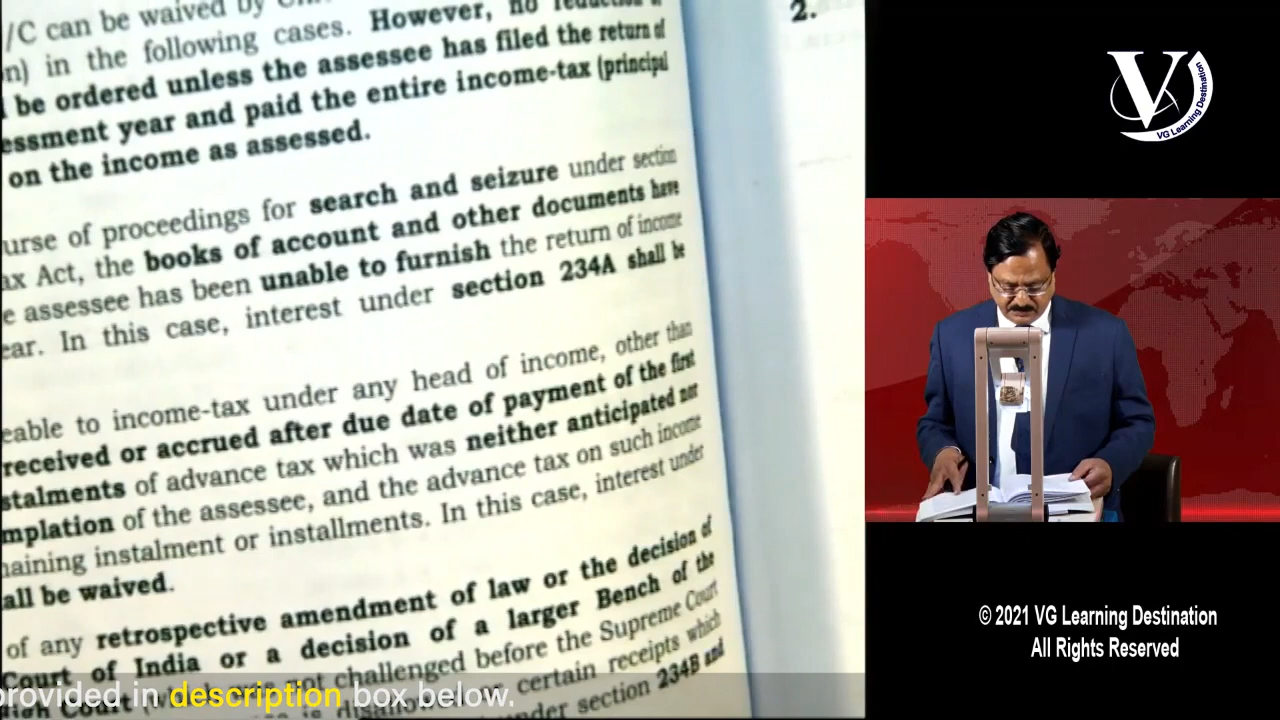 /C can be waived by
in the following cases. However, no
be ordered unless the assessee has filed the return of
essment year and paid the entire income-tax (principal
on the income as assessed.
urse of proceedings for search and seizure under section
ax Act, the books of account and other documents have
e assessee has been unable to furnish the return of income
ear. In this case, interest under section 234A shall be
eable to income-tax under any head of income, other than
received or accrued after due date of payment of the first
stalments of advance tax which was neither anticipated nor
mplation of the assessee, and the advance tax on such income
naining instalment or installments. In this case, interest under
all be waived.
of any retrospective amendment of law or the decision of
Court of India or a decision of a larger Bench of the
not challenged before the Supreme Court
certain receipts which
under section 234B and
2.
provided in description box below.
V
VG Learning Destination
© 2021 VG Learning Destination
All Rights Reserved